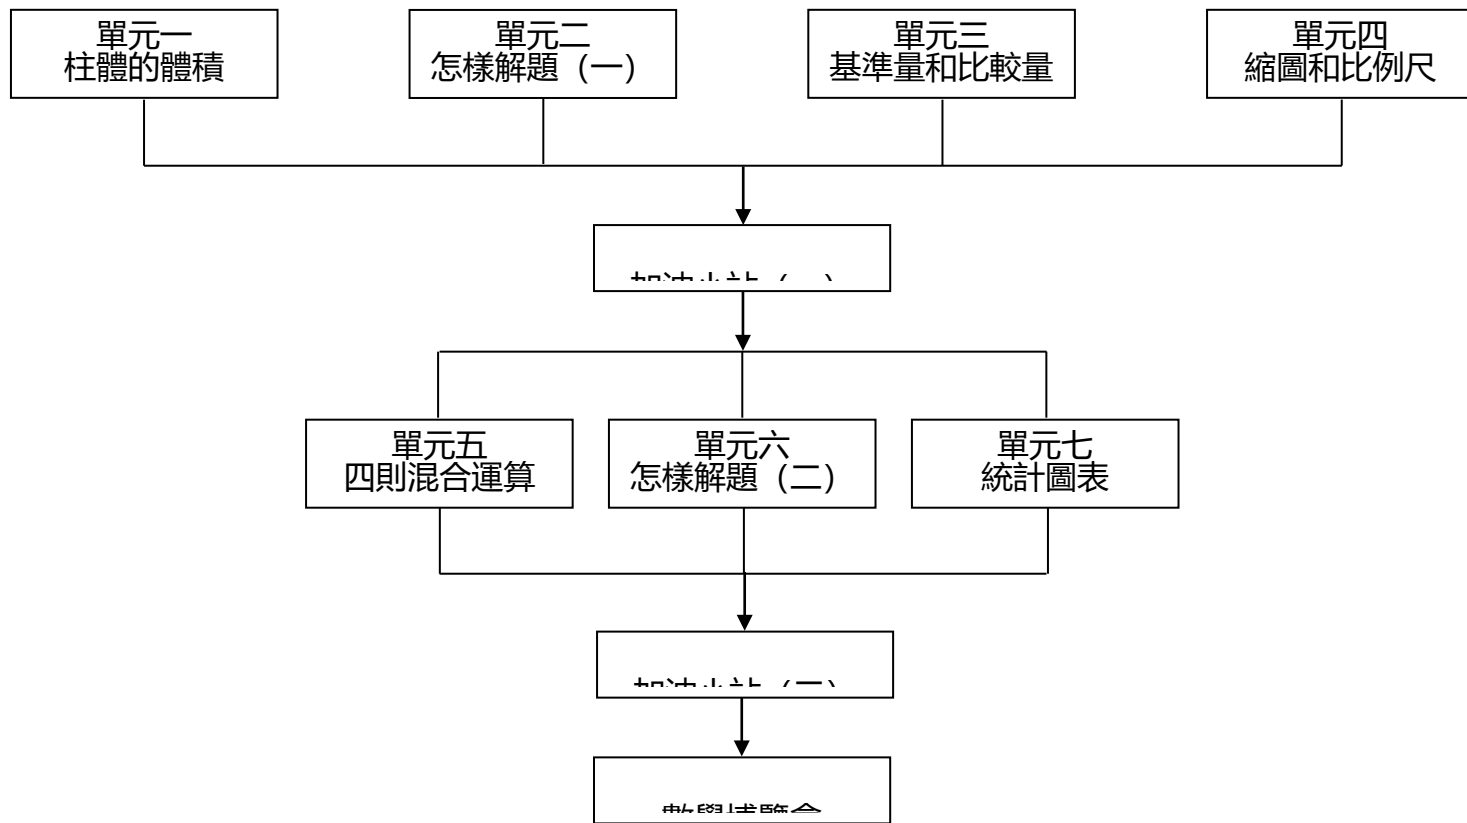 單元一
柱體的體積
單元二
怎樣解題（一）
單元三
基準量和比較量
單元四
縮圖和比例尺
單元五
四則混合運算
單元六
怎樣解題（二）
單元七
統計圖表